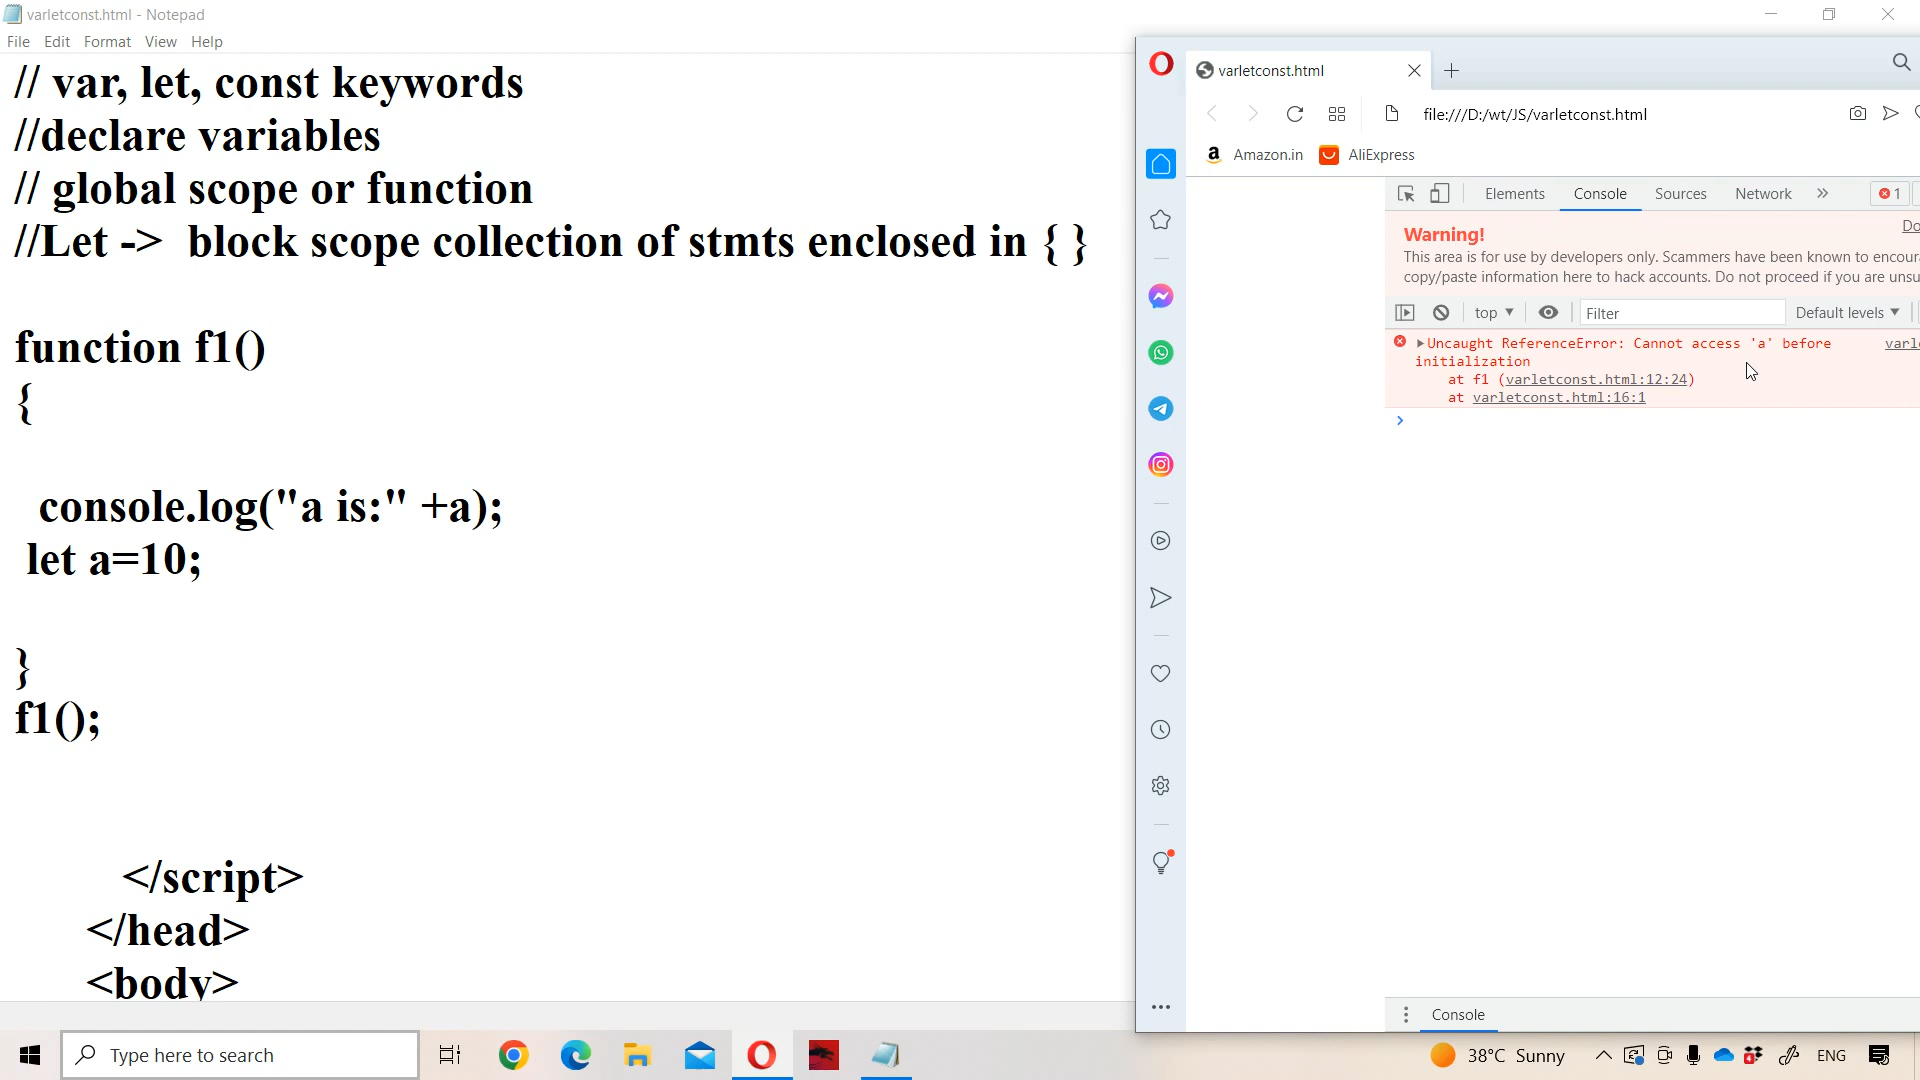 varletconst.html - Notepad
File Edit Format View Help
// var, let, const keywords
//declare variables
// global scope or function
//Let -> block scope collection of stmts enclosed in { }
function f1()
{
console.log("a is:" +a);
let a=10;
}
f1();
</script>
</head>
<body>
varletconst.html
file:///D:/wt/JS/varletconst.html
a Amazon.in AliExpress
Elements Console Sources Network » 1
Warning!
Do
This area is for use by developers only. Scammers have been known to encour
copy/paste information here to hack accounts. Do not proceed if you are unsu
top ▼ Filter Default levels ▼
Uncaught ReferenceError: Cannot access 'a' before varl
initialization
at f1 (varletconst.html:12:24)
at varletconst.html:16:1
Console
Type here to search
38°C Sunny ENG